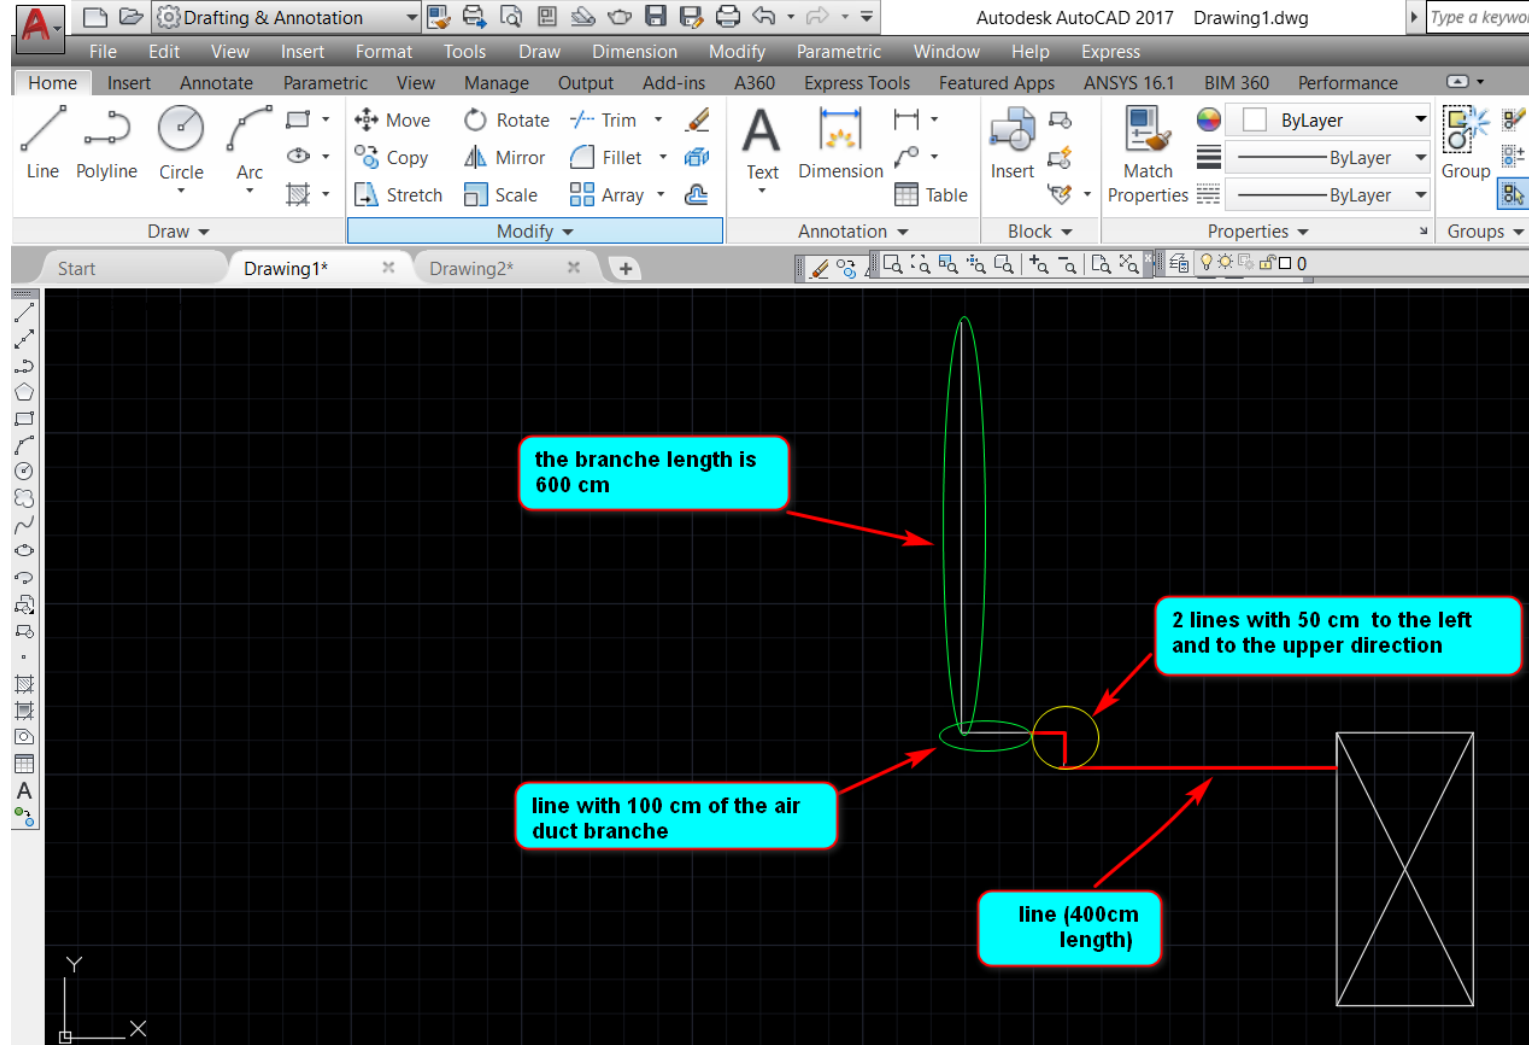 Drafting & Annotation
Autodesk AutoCAD 2017 Drawing1.dwg
Type a keywor
File Edit View Insert Format Tools Draw Dimension Modify Parametric Window Help Express
Home Insert Annotate Parametric View Manage Output Add-ins A360 Express Tools Featured Apps ANSYS 16.1 BIM 360 Performance
Line Polyline Circle Arc
Move Rotate Trim
Copy Mirror Fillet
Stretch Scale Array
A
Text Dimension
Table
Insert
Match
Properties
ByLayer
ByLayer
ByLayer
Group
Draw Modify Annotation Block Properties Groups
Start Drawing1* Drawing2*
0
the branche length is
600 cm
2 lines with 50 cm to the left
and to the upper direction
line with 100 cm of the air
duct branche
line (400cm
length)
A
Y
X